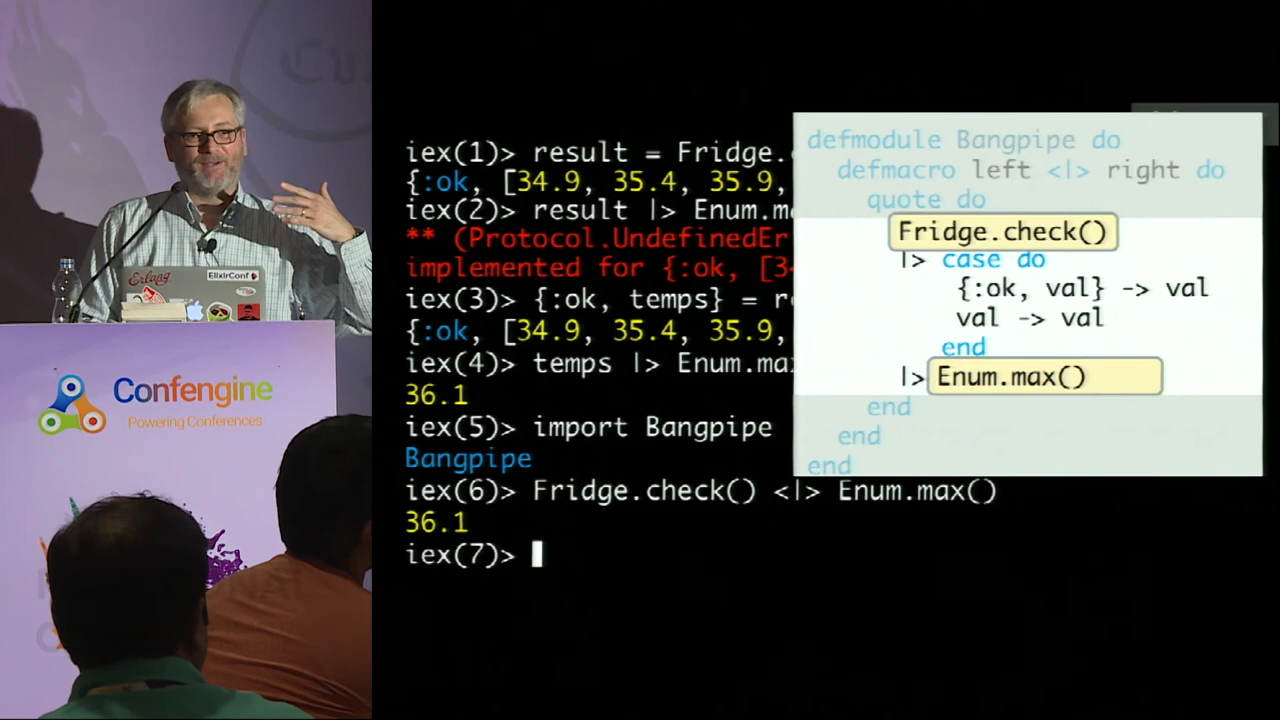 Erlang
ElixirConf
Confengine
Powering Conferences
iex(1)> result = Fridge.
{:ok, [34.9, 35.4, 35.9,
iex(2)> result |> Enum.m
** (Protocol.UndefinedEr
implemented for {:ok, [3
iex(3)> {:ok, temps} = r
{:ok, [34.9, 35.4, 35.9,
iex(4)> temps |> Enum.ma
36.1
iex(5)> import Bangpipe
Bangpipe
iex(6)> Fridge.check() <|> Enum.max()
36.1
iex(7)>
defmodule Bangpipe do
defmacro left <|> right do
quote do
Fridge.check()
|> case do
{:ok, val} -> val
val -> val
end
|> Enum.max()
end
end
end